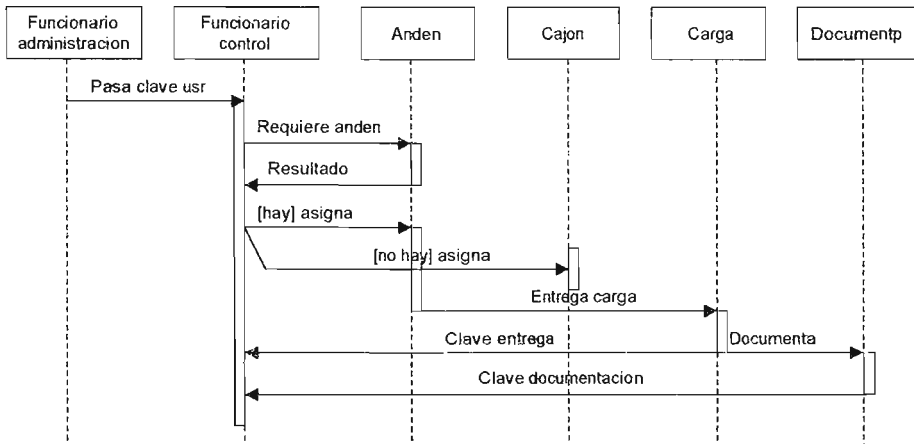 Funcionario
administracion
Funcionario
control
Anden
Cajon
Carga
Documentp
Pasa clave usr
Requiere anden
Resultado
[hay] asigna
[no hay] asigna
Entrega carga
Clave entrega
Documenta
Clave documentacion